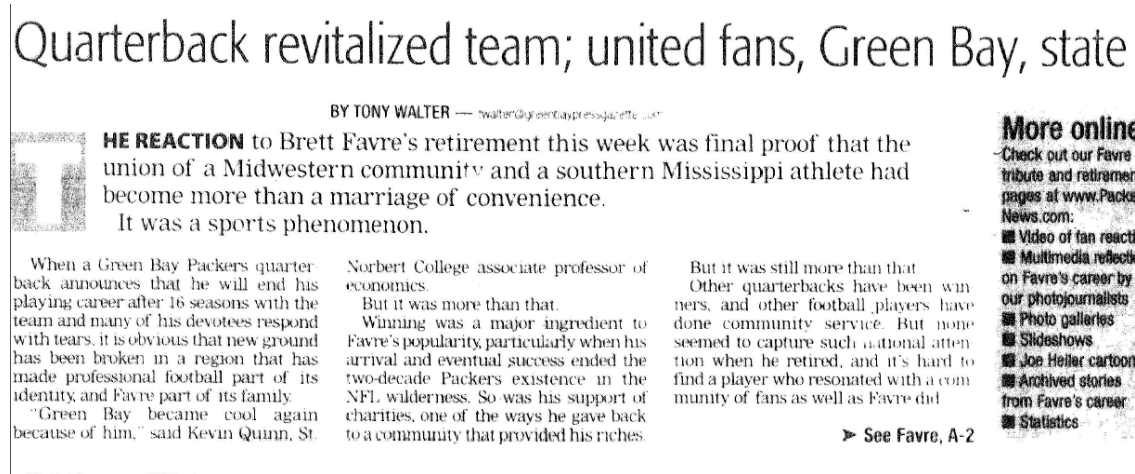 Quarterback revitalized team; united fans, Green Bay, state
BY TONY WALTER —
THE REACTION to Brett Favre's retirement this week was final proof that the
union of a Midwestern community and a southern Mississippi athlete had
become more than a marriage of convenience.
It was a sports phenomenon.
When a Green Bay Packers quarter-
back announces that he will end his
playing career after 16 seasons with the
team and many of his devotees respond
with tears, it is obvious that new ground
has been broken in a region that has
made professional football part of its
identity, and Favre part of its family.
"Green Bay became cool again
because of him," said Kevin Quinn, St.
Norbert College associate professor of
economics.
But it was more than that.
Winning was a major ingredient to
Favre's popularity, particularly when his
arrival and eventual success ended the
two-decade Packers existence in the
NFL wilderness. So was his support of
charities, one of the ways he gave back
to a community that provided his riches.
But it was still more than that.
Other quarterbacks have been win-
ners, and other football players have
done community service. But none
seemed to capture such national atten-
tion when he retired, and it's hard to
find a player who resonated with a com-
munity of fans as well as Favre did.
➤ See Favre, A-2
More online
Check out our Favre
tribute and retiremen
pages at www.Packe
News.com:
■ Video of fan reacti
■ Multimedia reflecti
on Favre's career by
our photojournalists
■ Photo galleries
■ Slideshows
■ Joe Heller cartoon
■ Archived stories
from Favre's career
■ Statistics